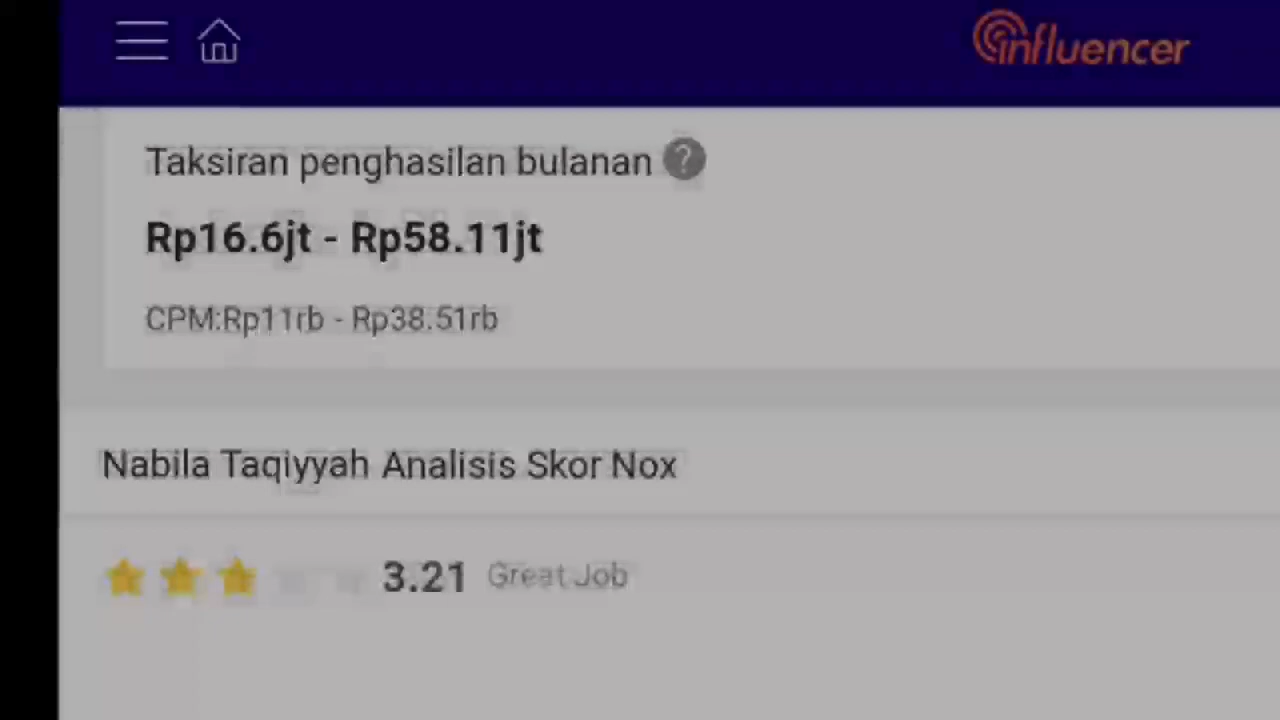 influencer
Taksiran penghasilan bulanan ?
Rp16.6jt - Rp58.11jt
CPM:Rp11rb - Rp38.51rb
Nabila Taqiyyah Analisis Skor Nox
3.21 Great Job